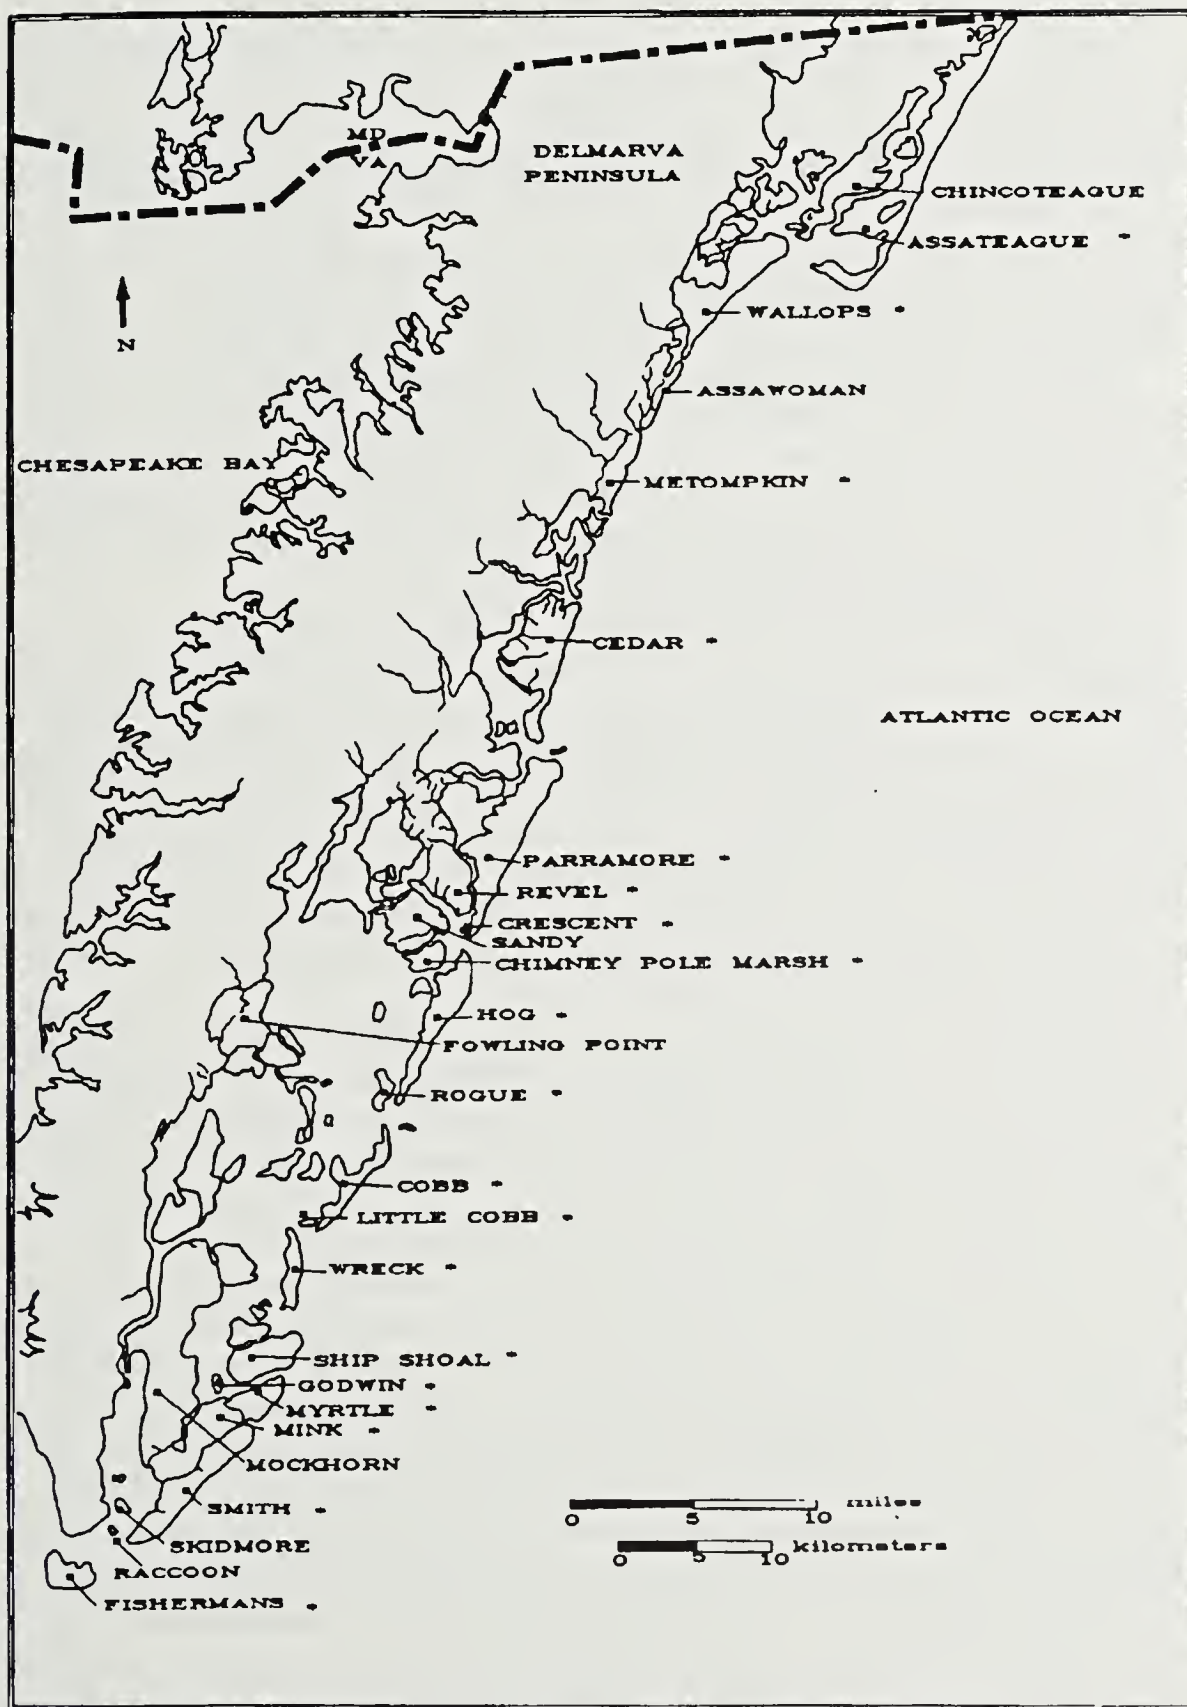 MD
VA
DELMARVA
PENINSULA
CHINCOTEAGUE
ASSATEAGUE *
N
WALLOPS *
ASSAWOMAN
CHESAPEAKE BAY
METOMPKIN *
CEDAR *
ATLANTIC OCEAN
PARRAMORE *
REVEL *
CRESCENT *
SANDY
CHIMNEY POLE MARSH *
HOG *
FOWLING POINT
ROGUE *
COBB *
LITTLE COBB *
WRECK *
SHIP SHOAL *
GODWIN *
MYRTLE *
MINK *
MOCKHORN
SMITH *
SKIDMORE
RACCOON
FISHERMANS *
miles
0 5 10
kilometers
0 5 10